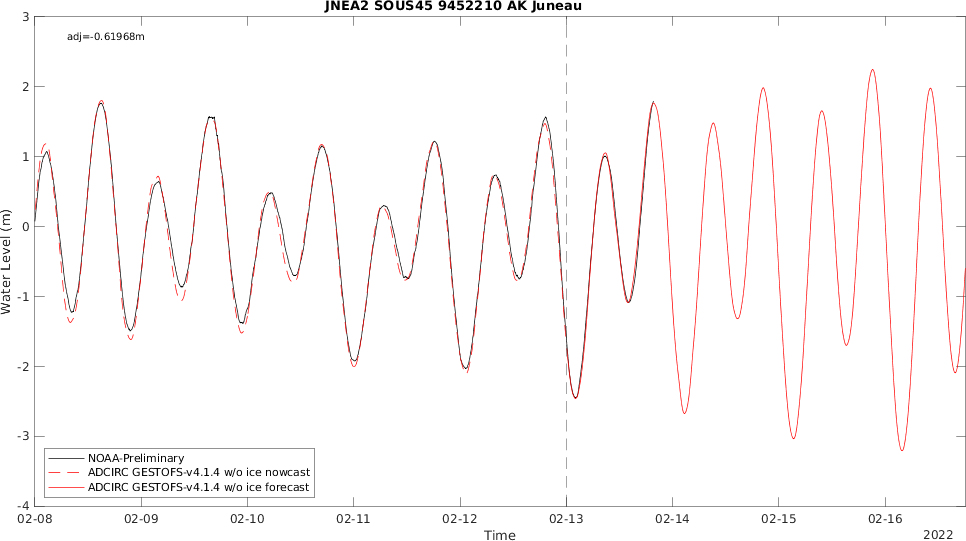 JNEA2 SOUS45 9452210 AK Juneau
adj=-0.61968m
3
2
1
0
-1
-2
-3
-4
Water Level (m)
NOAA-Preliminary
ADCIRC GESTOFS-v4.1.4 w/o ice nowcast
ADCIRC GESTOFS-v4.1.4 w/o ice forecast
02-08 02-09 02-10 02-11 02-12 02-13 02-14 02-15 02-16
Time
2022